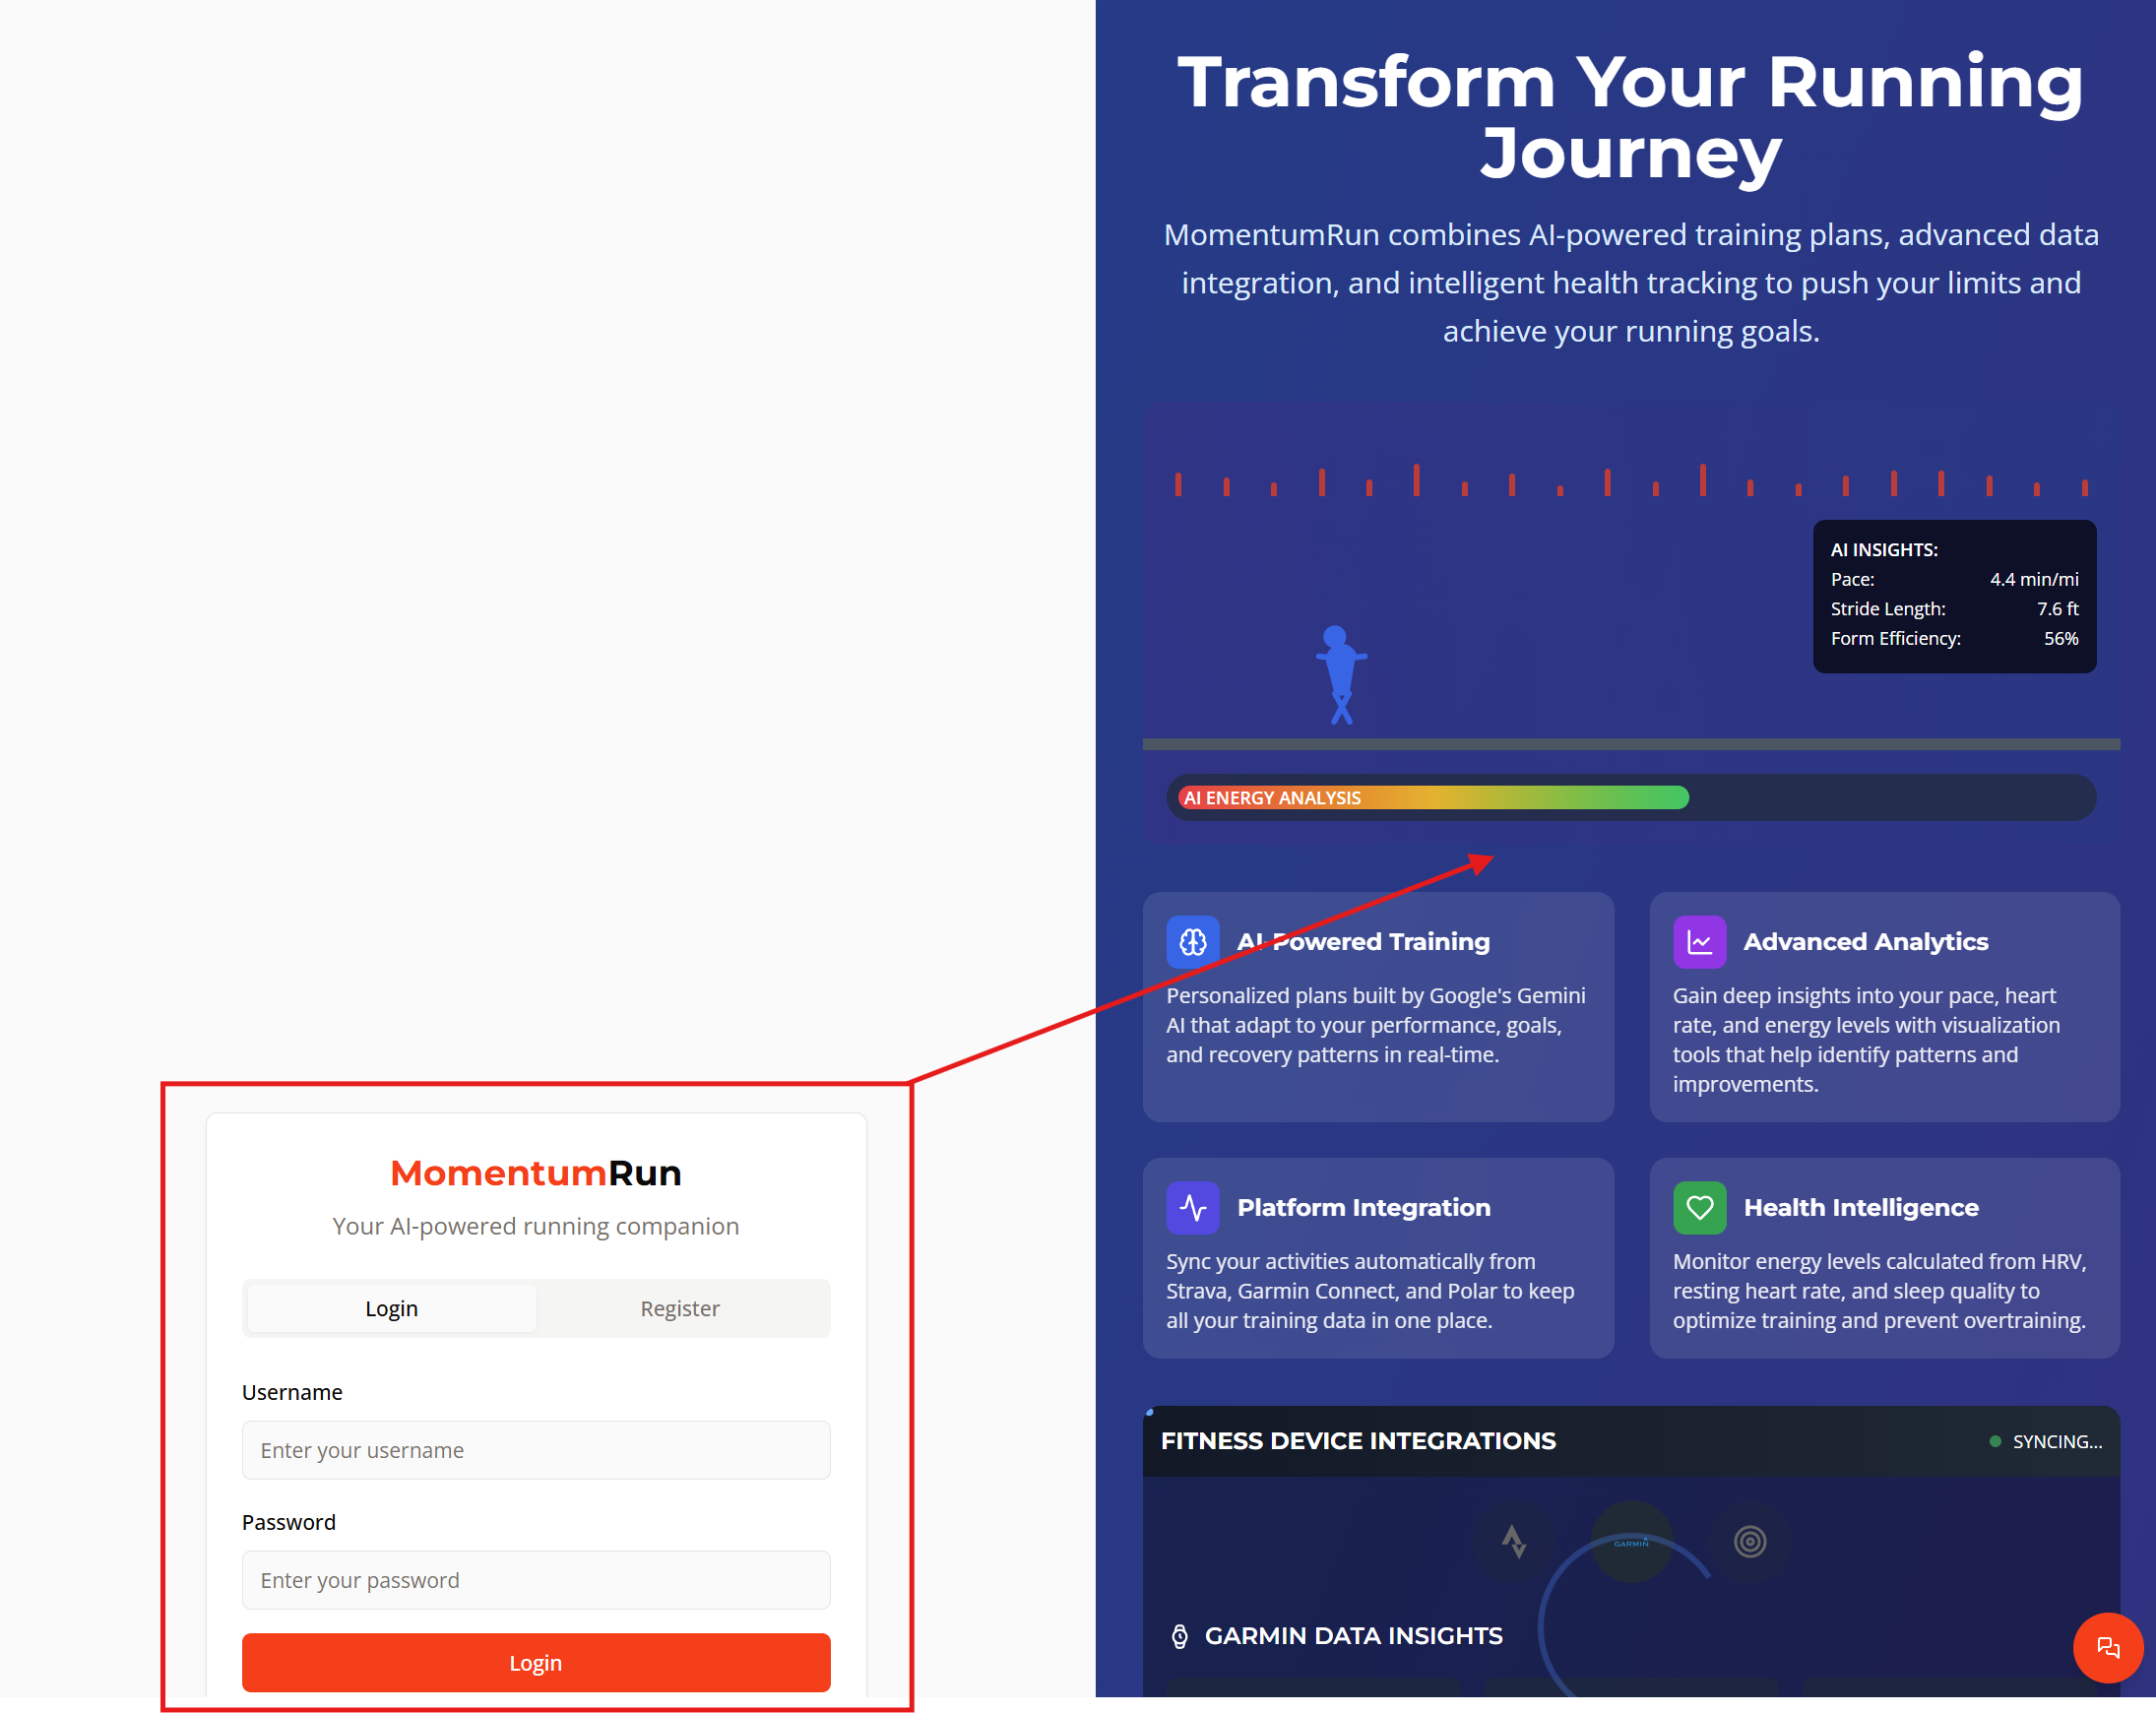 MomentumRun
Your AI-powered running companion
Login
Register
Username
Enter your username
Password
Enter your password
Login
Transform Your Running
Journey
MomentumRun combines AI-powered training plans, advanced data
integration, and intelligent health tracking to push your limits and
achieve your running goals.
AI INSIGHTS:
Pace: 4.4 min/mi
Stride Length: 7.6 ft
Form Efficiency: 56%
AI ENERGY ANALYSIS
AI-Powered Training
Personalized plans built by Google's Gemini
AI that adapt to your performance, goals,
and recovery patterns in real-time.
Advanced Analytics
Gain deep insights into your pace, heart
rate, and energy levels with visualization
tools that help identify patterns and
improvements.
Platform Integration
Sync your activities automatically from
Strava, Garmin Connect, and Polar to keep
all your training data in one place.
Health Intelligence
Monitor energy levels calculated from HRV,
resting heart rate, and sleep quality to
optimize training and prevent overtraining.
FITNESS DEVICE INTEGRATIONS
SYNCING...
GARMIN
GARMIN DATA INSIGHTS